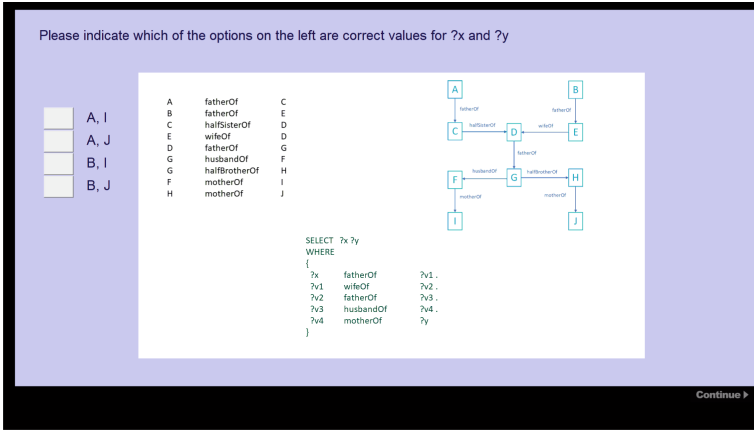 Please indicate which of the options on the left are correct values for ?x and ?y
A, I
A, J
B, I
B, J
A fatherOf C
B fatherOf E
C halfSisterOf D
E wifeOf D
D fatherOf G
G husbandOf F
G halfBrotherOf H
F motherOf I
H motherOf J
A
B
fatherOf
fatherOf
C
halfSisterOf
D
wifeOf
E
fatherOf
F
husbandOf
G
halfBrotherOf
H
motherOf
motherOf
I
J
SELECT ?x ?y
WHERE
{
?x fatherOf ?v1 .
?v1 wifeOf ?v2 .
?v2 fatherOf ?v3 .
?v3 husbandOf ?v4 .
?v4 motherOf ?y
}
Continue